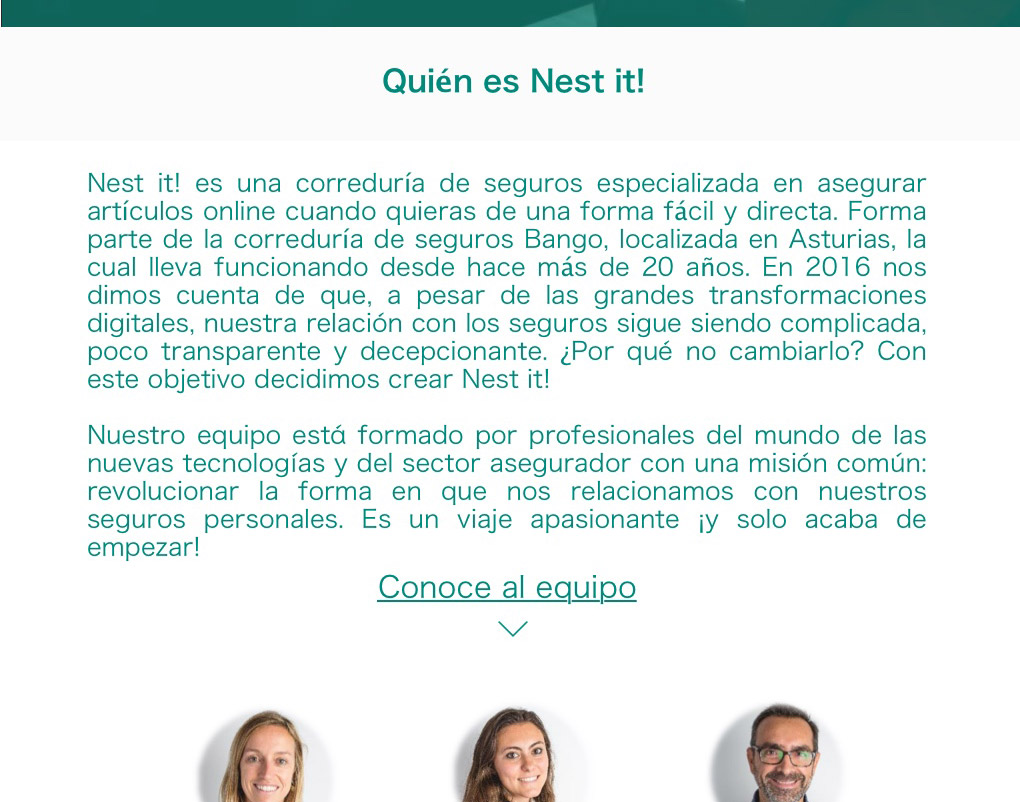 Quién es Nest it!
Nest it! es una correduría de seguros especializada en asegurar
artículos online cuando quieras de una forma fácil y directa. Forma
parte de la correduría de seguros Bango, localizada en Asturias, la
cual lleva funcionando desde hace más de 20 años. En 2016 nos
dimos cuenta de que, a pesar de las grandes transformaciones
digitales, nuestra relación con los seguros sigue siendo complicada,
poco transparente y decepcionante. ¿Por qué no cambiarlo? Con
este objetivo decidimos crear Nest it!
Nuestro equipo está formado por profesionales del mundo de las
nuevas tecnologías y del sector asegurador con una misión común:
revolucionar la forma en que nos relacionamos con nuestros
seguros personales. Es un viaje apasionante ¡y solo acaba de
empezar!
Conoce al equipo